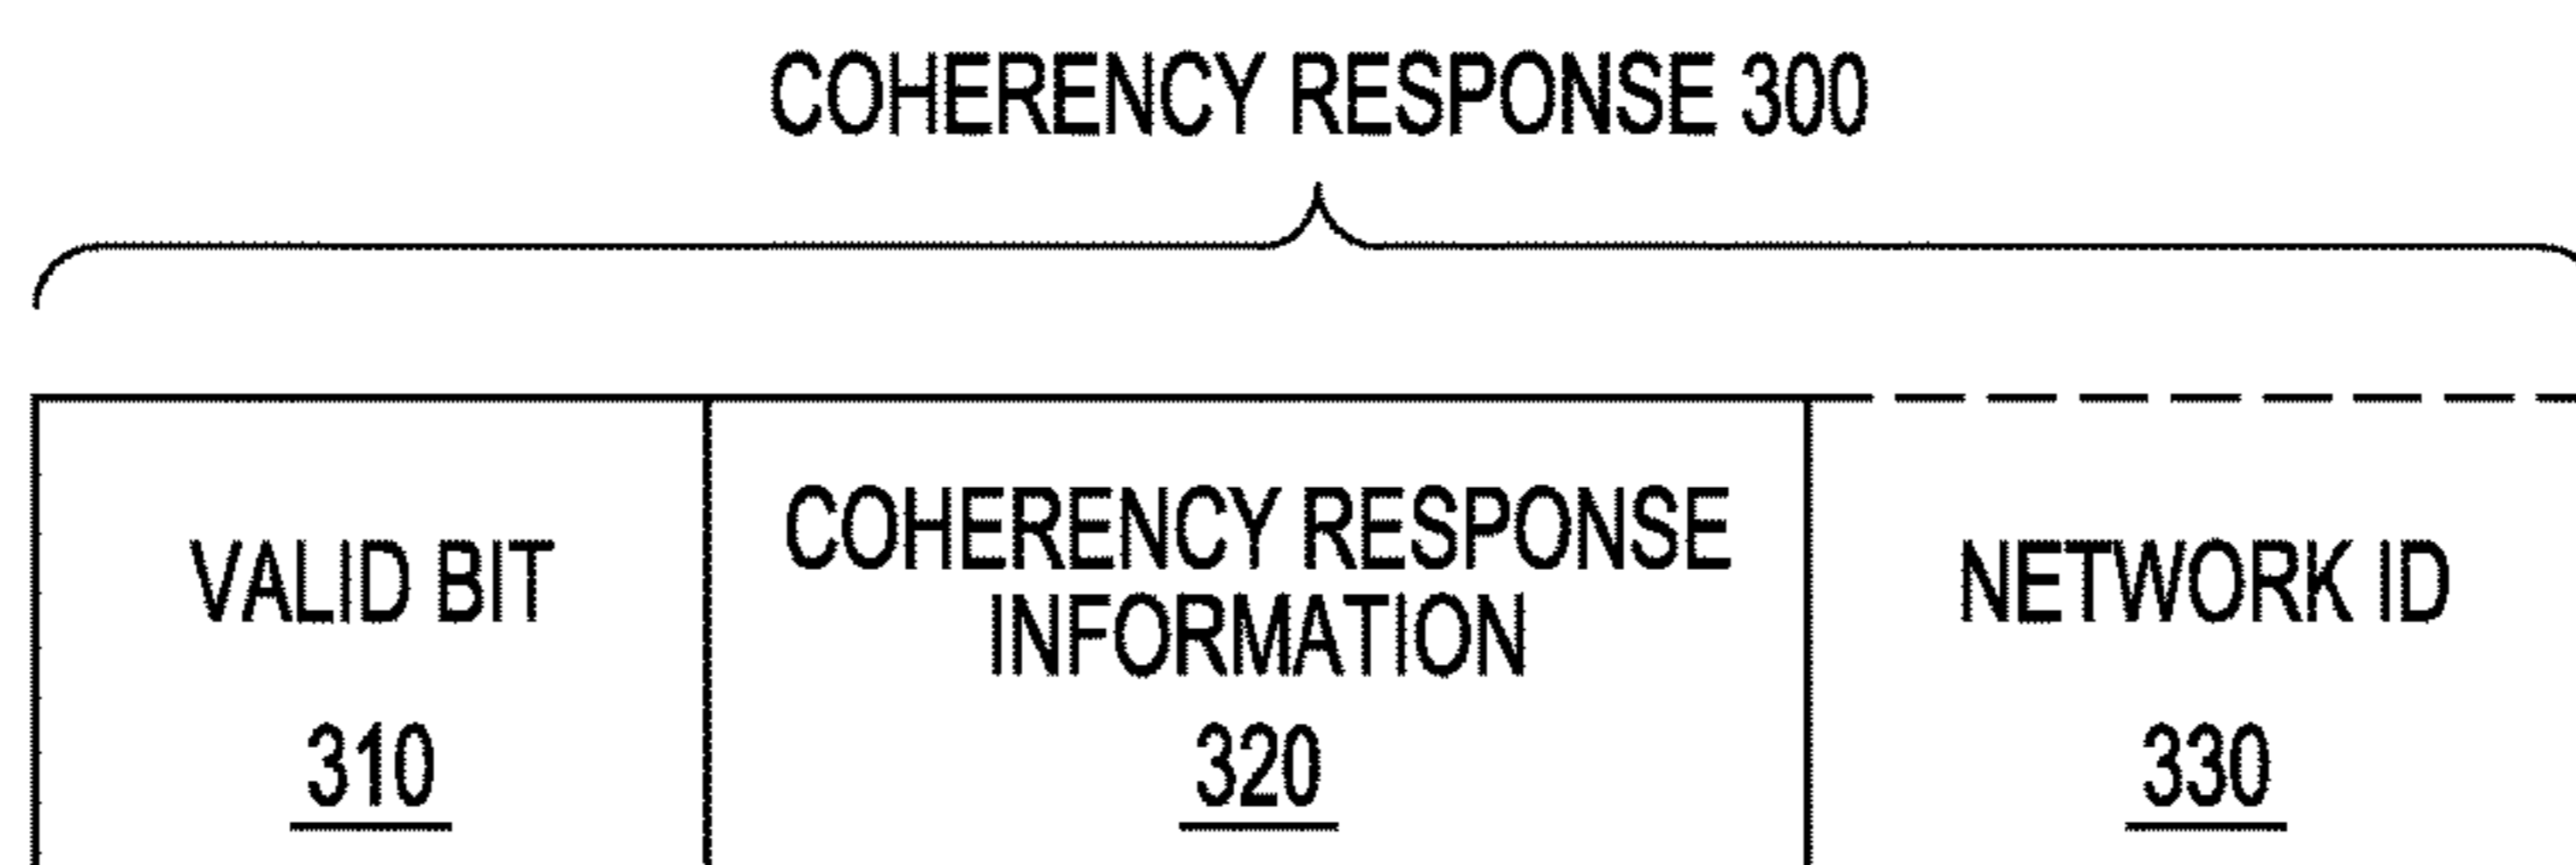 COHERENCY RESPONSE 300
VALID BIT
310
COHERENCY RESPONSE
INFORMATION
320
NETWORK ID
330